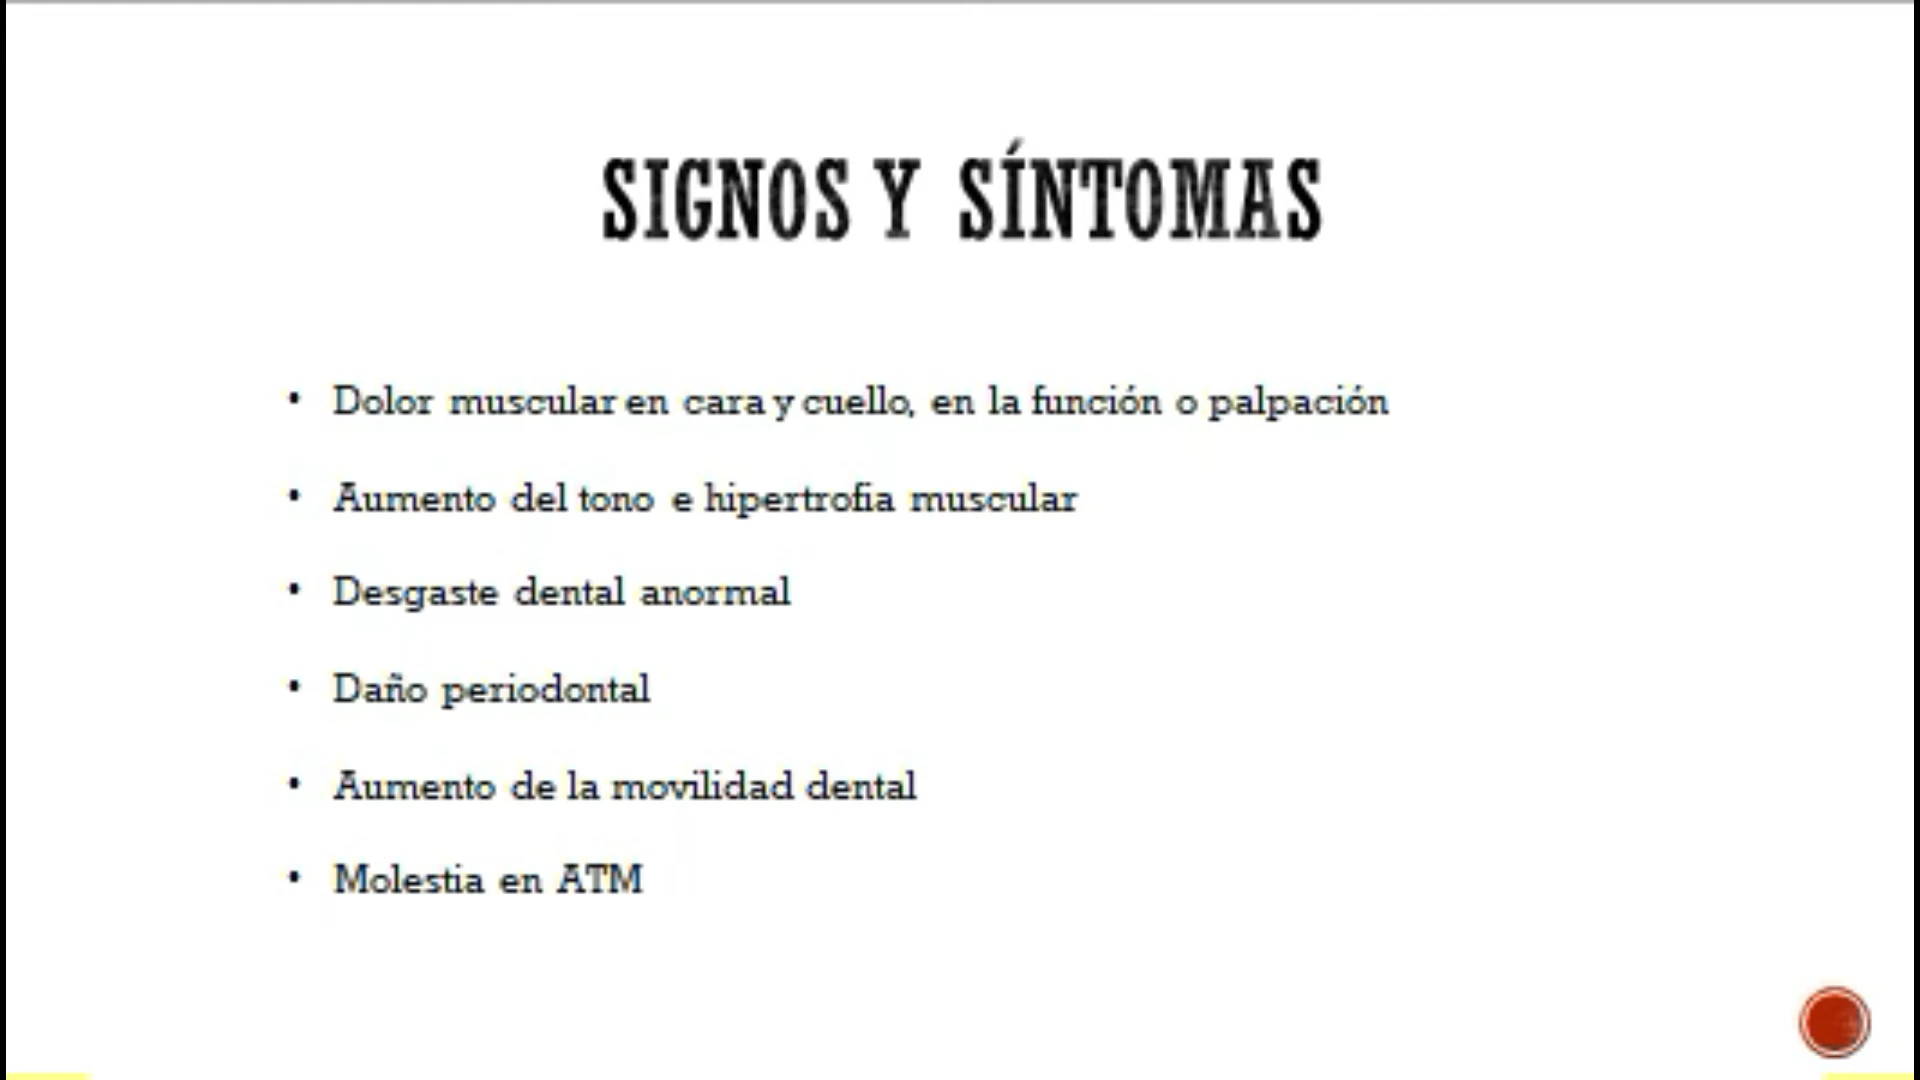 SIGNOS Y SÍNTOMAS
• Dolor muscular en cara y cuello, en la función o palpación
• Aumento del tono e hipertrofia muscular
• Desgaste dental anormal
• Daño periodontal
• Aumento de la movilidad dental
• Molestia en ATM